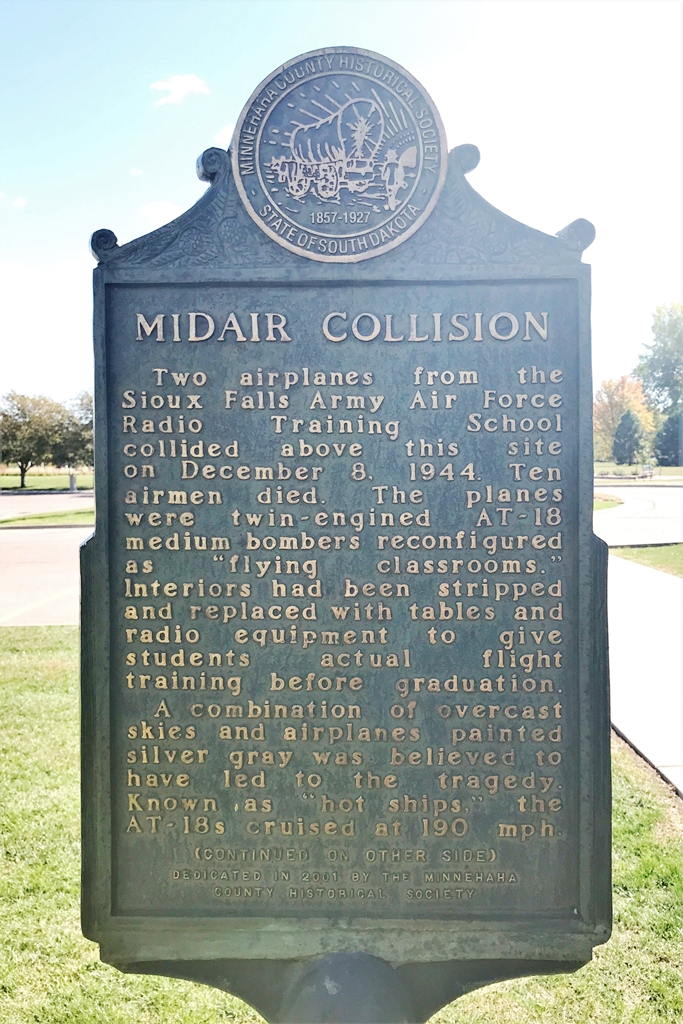 MINNEHAHA COUNTY HISTORICAL SOCIETY
1857-1927
STATE OF SOUTH DAKOTA
MIDAIR COLLISION
Two airplanes from the
Sioux Falls Army Air Force
Radio Training School
collided above this site
on December 8, 1944. Ten
airmen died. The planes
were twin-engined AT-18
medium bombers reconfigured
as "flying classrooms."
Interiors had been stripped
and replaced with tables and
radio equipment to give
students actual flight
training before graduation.
A combination of overcast
skies and airplanes painted
silver gray was believed to
have led to the tragedy.
Known as "hot ships," the
AT-18s cruised at 190 mph.
(CONTINUED ON OTHER SIDE)
DEDICATED IN 2001 BY THE MINNEHAHA
COUNTY HISTORICAL SOCIETY